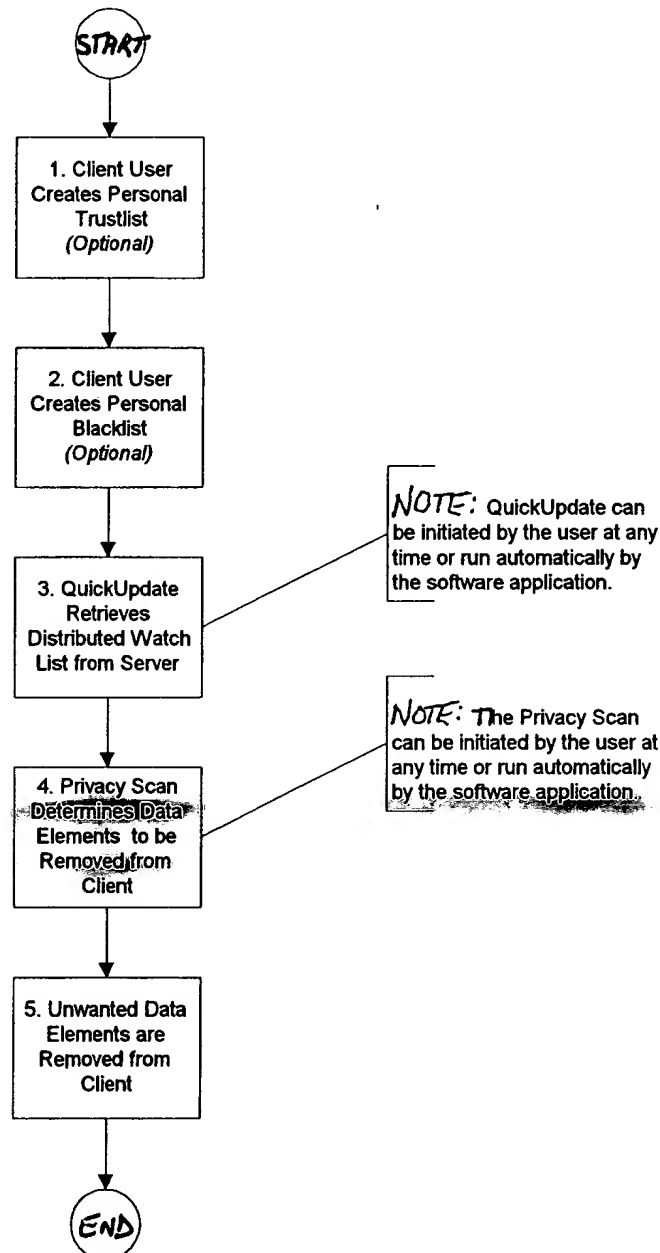 START
1. Client User
Creates Personal
Trustlist
(Optional)
2. Client User
Creates Personal
Blacklist
(Optional)
3. QuickUpdate
Retrieves
Distributed Watch
List from Server
NOTE: QuickUpdate can
be initiated by the user at any
time or run automatically by
the software application.
4. Privacy Scan
Determines Data
Elements to be
Removed from
Client
NOTE: The Privacy Scan
can be initiated by the user at
any time or run automatically
by the software application.
5. Unwanted Data
Elements are
Removed from
Client
END